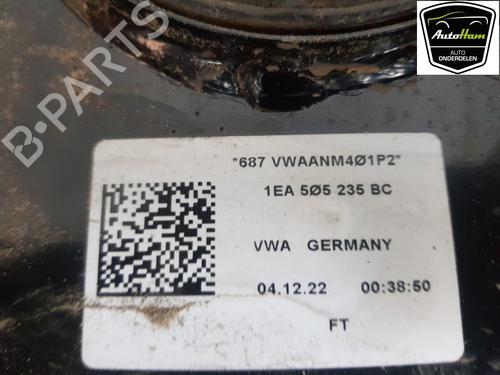 AutoHam
AUTO
ONDERDELEN
B-PARTS
*687 VWAANM4Ø1P2*
1EA 5Ø5 235 BC
VWA GERMANY
04.12.22 00:38:50
FT